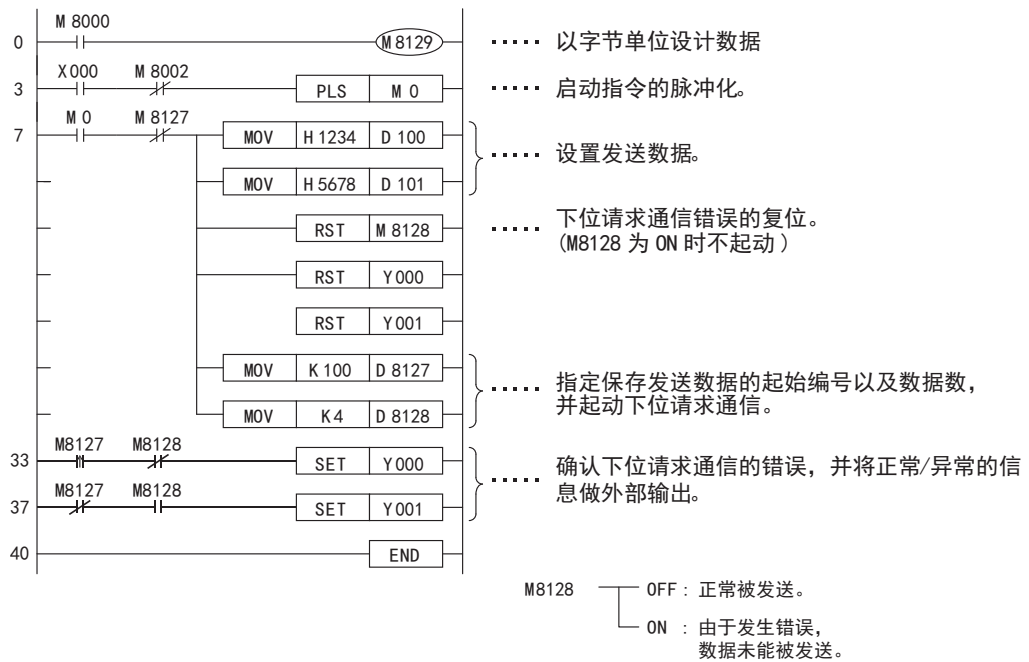 M 8000
0 M 8129 ····· 以字节单位设计数据
X 000 M 8002
3 PLS M 0 ····· 启动指令的脉冲化。
M 0 M 8127
7 MOV H 1234 D 100
····· 设置发送数据。
MOV H 5678 D 101
RST M 8128 ····· 下位请求通信错误的复位。
(M8128 为 ON 时不起动 )
RST Y 000
RST Y 001
MOV K 100 D 8127
····· 指定保存发送数据的起始编号以及数据数，
并起动下位请求通信。
MOV K 4 D 8128
M8127 M8128
33 SET Y 000
····· 确认下位请求通信的错误，并将正常/异常的信
息做外部输出。
M8127 M8128
37 SET Y 001
40 END
M8128 OFF : 正常被发送。
ON : 由于发生错误，
数据未能被发送。